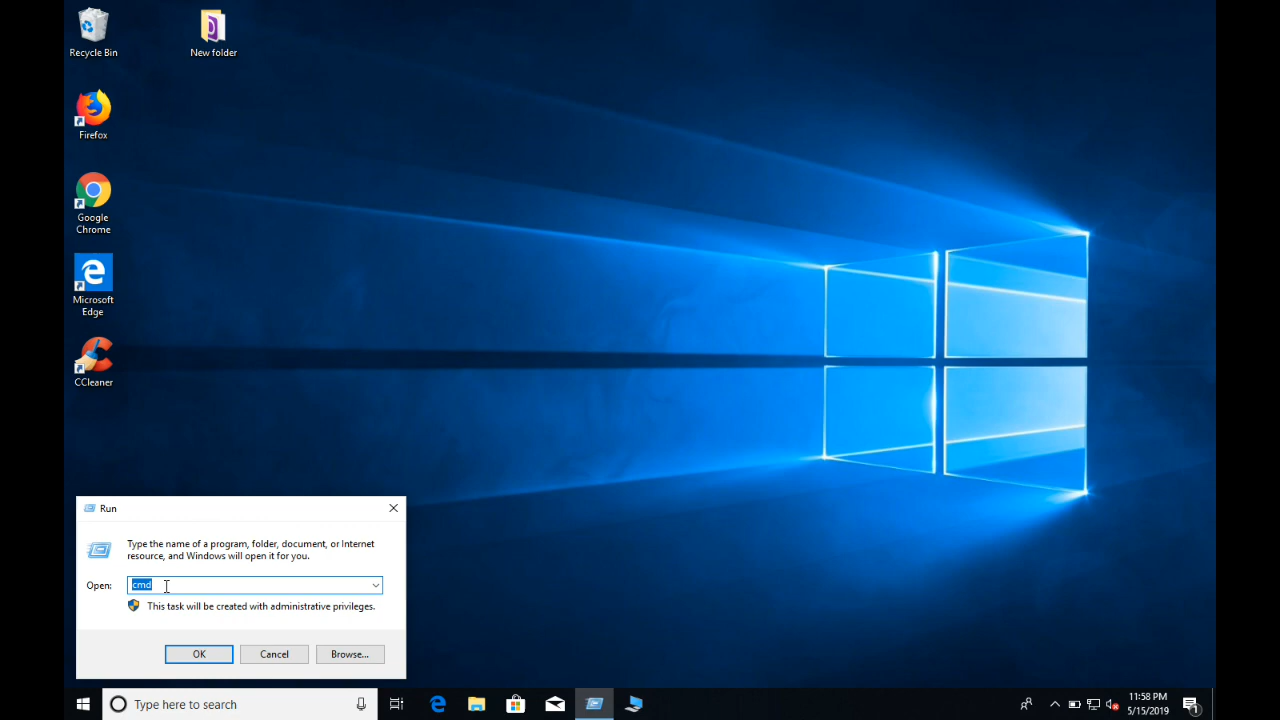 Recycle Bin
New folder
Firefox
Google
Chrome
Microsoft
Edge
CCleaner
Run
Type the name of a program, folder, document, or Internet
resource, and Windows will open it for you.
Open: cmd
This task will be created with administrative privileges.
OK Cancel Browse...
Type here to search
11:58 PM
5/15/2019
1